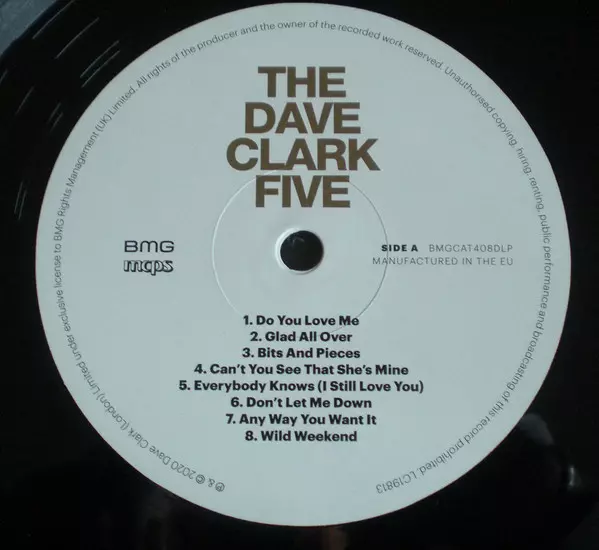 THE
DAVE
CLARK
FIVE
BMG
mcps
SIDE A BMGCAT408DLP
MANUFACTURED IN THE EU
1. Do You Love Me
2. Glad All Over
3. Bits And Pieces
4. Can't You See That She's Mine
5. Everybody Knows (I Still Love You)
6. Don't Let Me Down
7. Any Way You Want It
8. Wild Weekend
℗ & © 2020 Dave Clark (London) Limited under exclusive license to BMG Rights Management (UK) Limited. All rights of the producer and the owner of the recorded work reserved. Unauthorised copying, hiring, renting, public performance and broadcasting of this record prohibited. LC19813